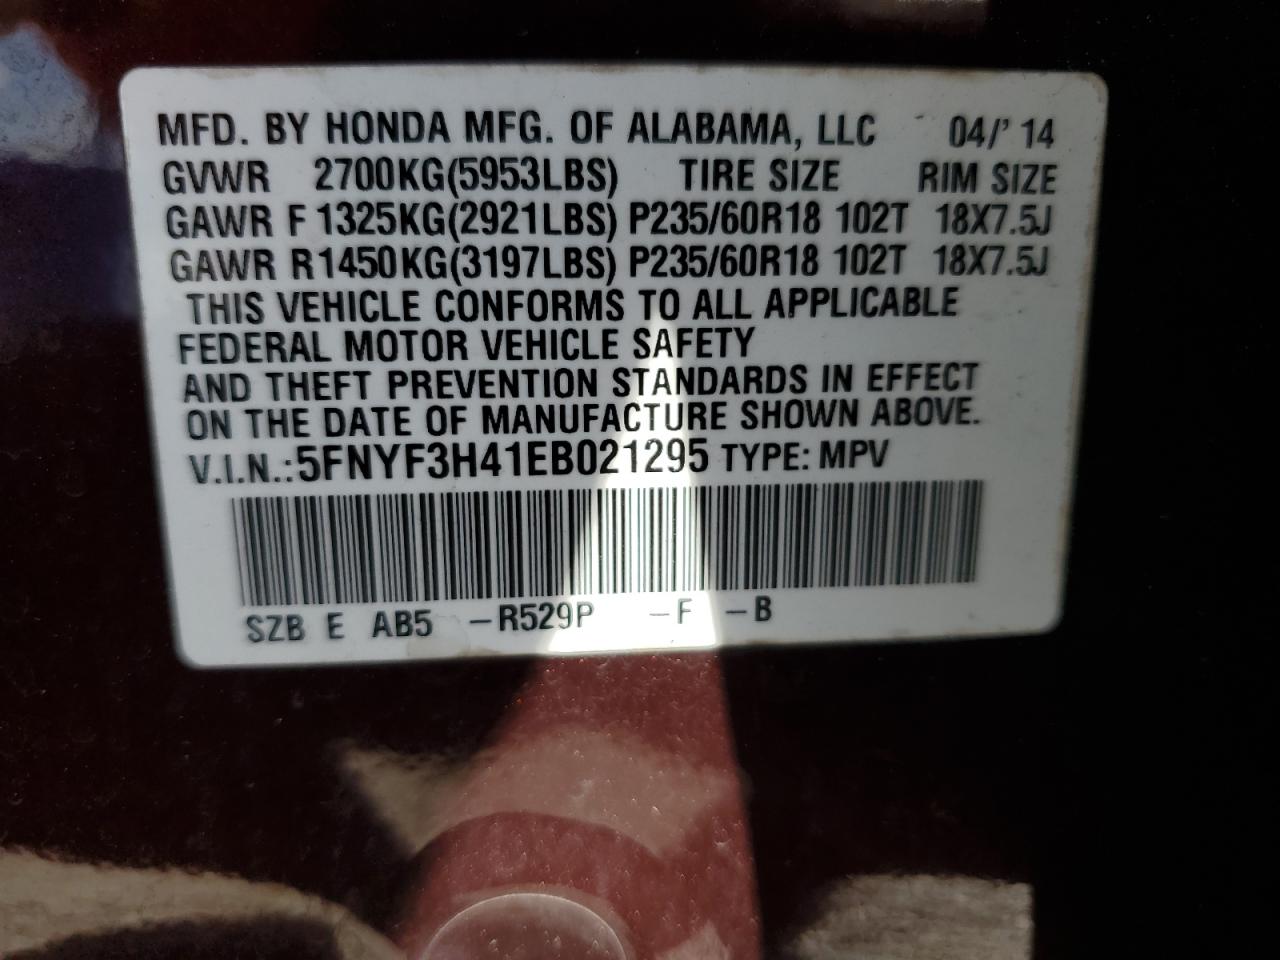 MFD. BY HONDA MFG. OF ALABAMA, LLC 04/' 14
GVWR 2700KG(5953LBS) TIRE SIZE RIM SIZE
GAWR F 1325KG(2921LBS) P235/60R18 102T 18X7.5J
GAWR R1450KG(3197LBS) P235/60R18 102T 18X7.5J
THIS VEHICLE CONFORMS TO ALL APPLICABLE
FEDERAL MOTOR VEHICLE SAFETY
AND THEFT PREVENTION STANDARDS IN EFFECT
ON THE DATE OF MANUFACTURE SHOWN ABOVE.
V.I.N.:5FNYF3H41EB021295 TYPE: MPV
SZB E AB5 -R529P -F -B